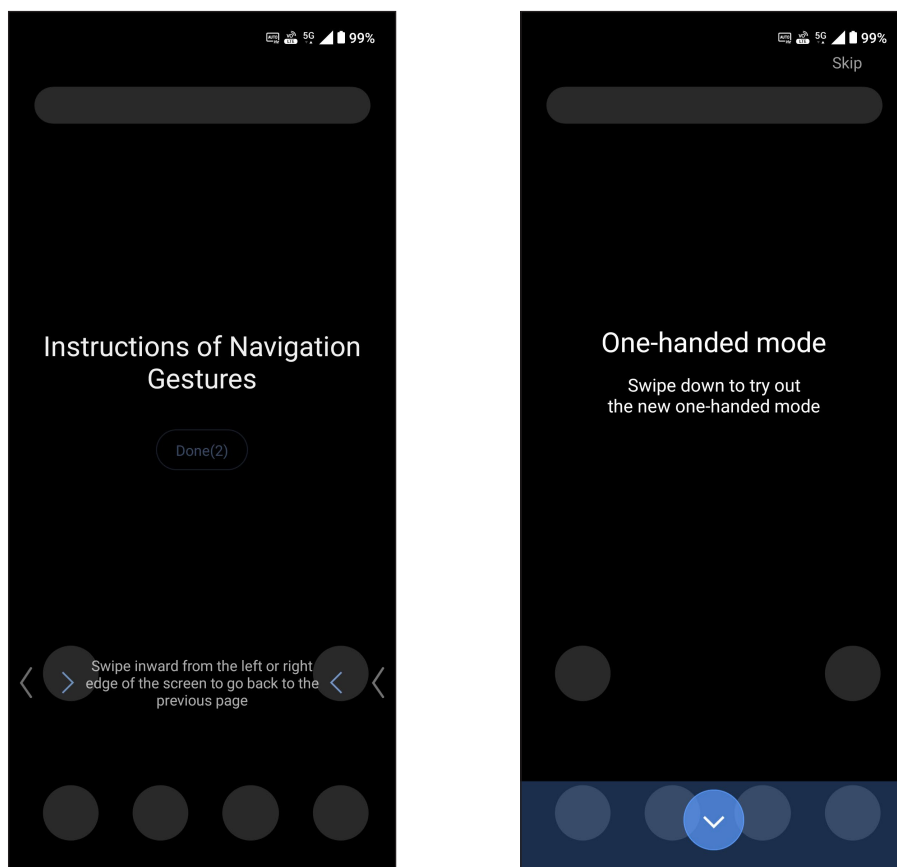 5G 99%
Instructions of Navigation
Gestures
Done(2)
Swipe inward from the left or right
edge of the screen to go back to the
previous page
5G 99%
Skip
One-handed mode
Swipe down to try out
the new one-handed mode